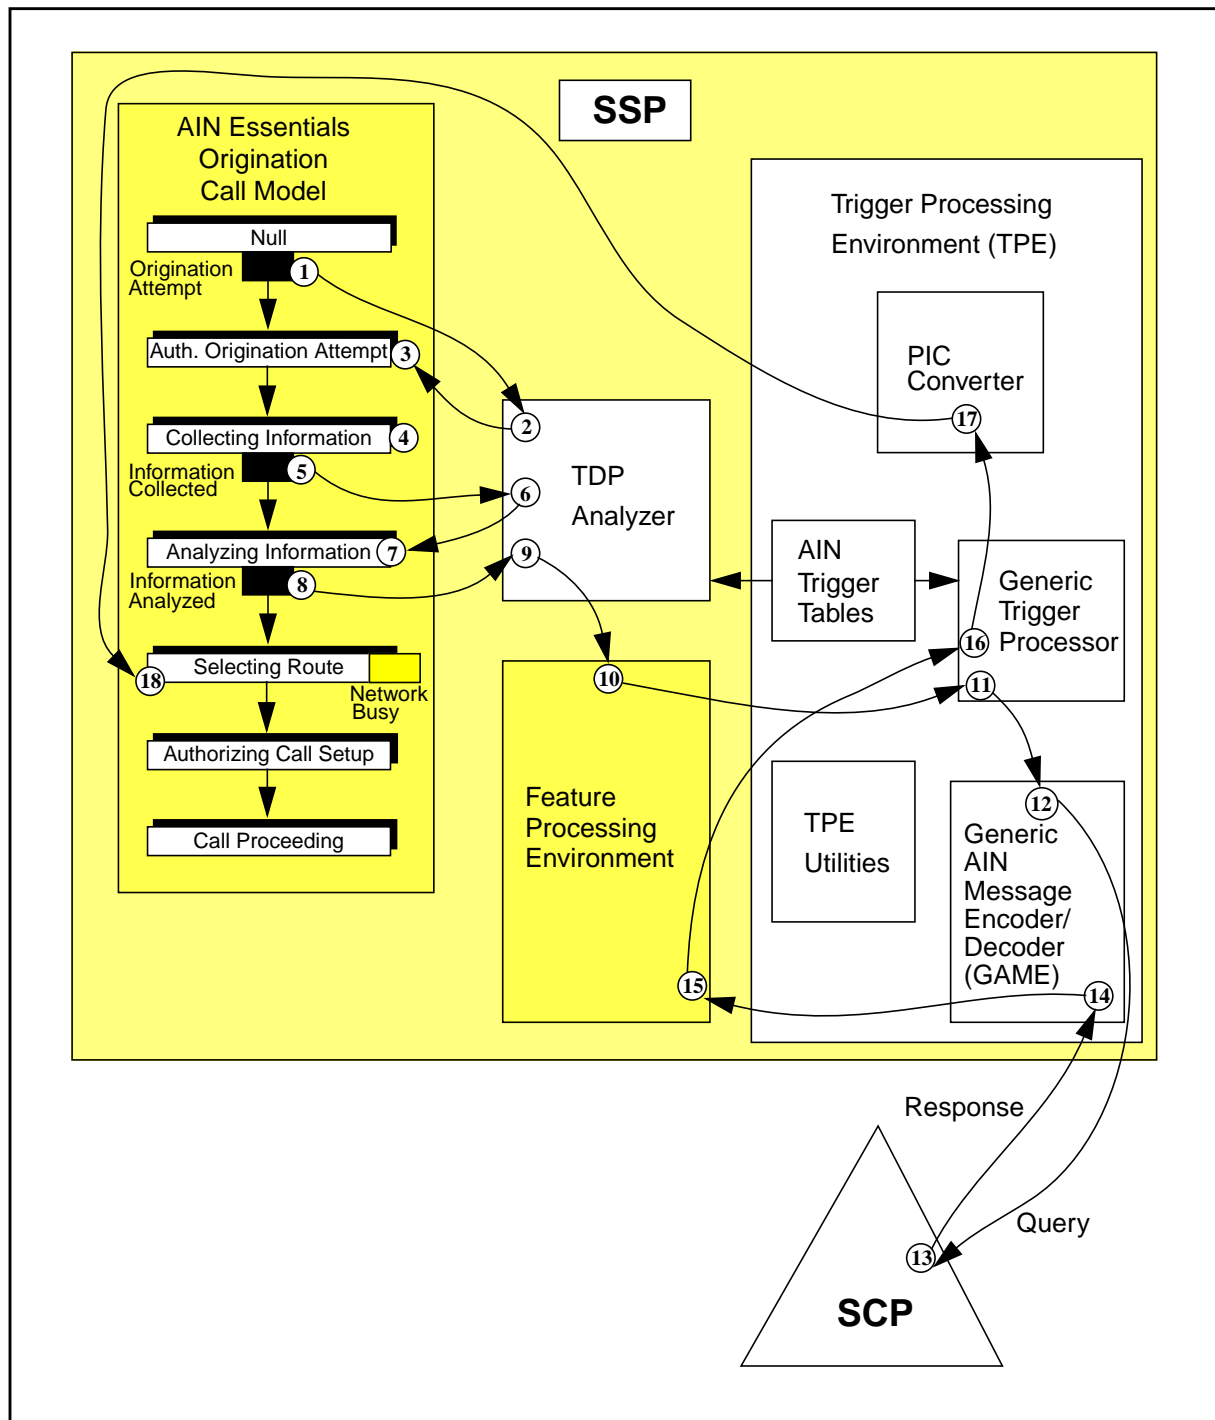 SSP
AIN Essentials
Origination
Call Model
Null
Origination
Attempt
1
Auth. Origination Attempt
3
Collecting Information
4
Information
Collected
5
Analyzing Information
7
Information
Analyzed
8
Selecting Route
18
Network
Busy
Authorizing Call Setup
Call Proceeding
2
6
TDP
Analyzer
9
10
Feature
Processing
Environment
15
Trigger Processing
Environment (TPE)
PIC
Converter
17
AIN
Trigger
Tables
Generic
Trigger
Processor
16
11
TPE
Utilities
12
Generic
AIN
Message
Encoder/
Decoder
(GAME)
14
Response
Query
13
SCP